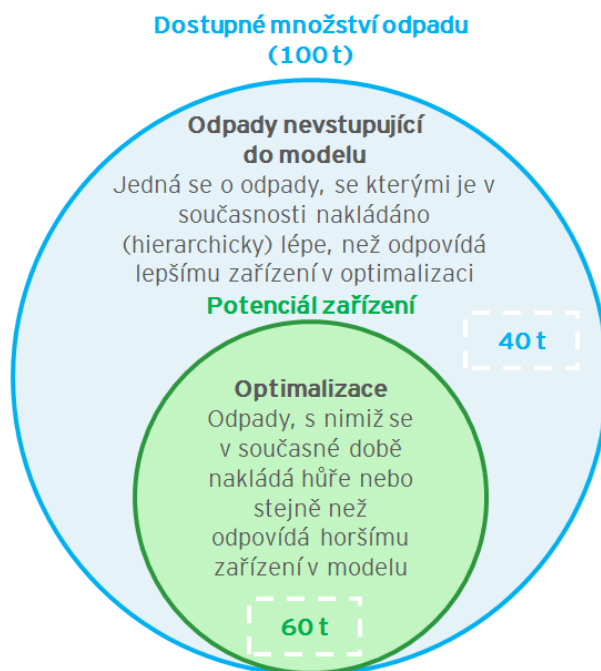 Dostupné množství odpadu
(100 t)
Odpady nevstupující
do modelu
Jedná se o odpady, se kterými je v
současnosti nakládáno
(hierarchicky) lépe, než odpovídá
lepšímu zařízení v optimalizaci
Potenciál zařízení
40 t
Optimalizace
Odpady, s nimiž se
v současné době
nakládá hůře nebo
stejně než
odpovídá horšímu
zařízení v modelu
60 t